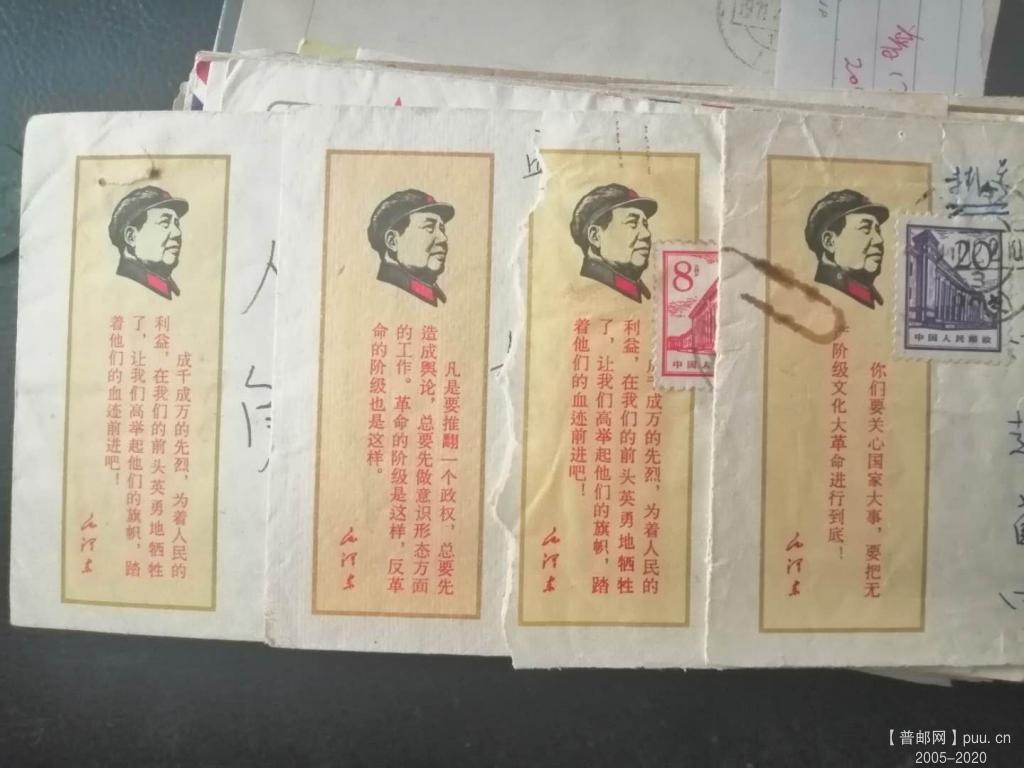 成千成万的先烈，为着人民的
利益，在我们的前头英勇地牺牲
了，让我们高举起他们的旗帜，踏
着他们的血迹前进吧！
毛泽东
凡是要推翻一个政权，总要先
造成舆论，总要先做意识形态方面
的工作。革命的阶级是这样，反革
命的阶级也是这样。
毛泽东
成千成万的先烈，为着人民的
利益，在我们的前头英勇地牺牲
了，让我们高举起他们的旗帜，踏
着他们的血迹前进吧！
毛泽东
8
中国人
你们要关心国家大事，要把无
阶级文化大革命进行到底！
毛泽东
中国人民邮政
【普邮网】puu.cn
2005-2020